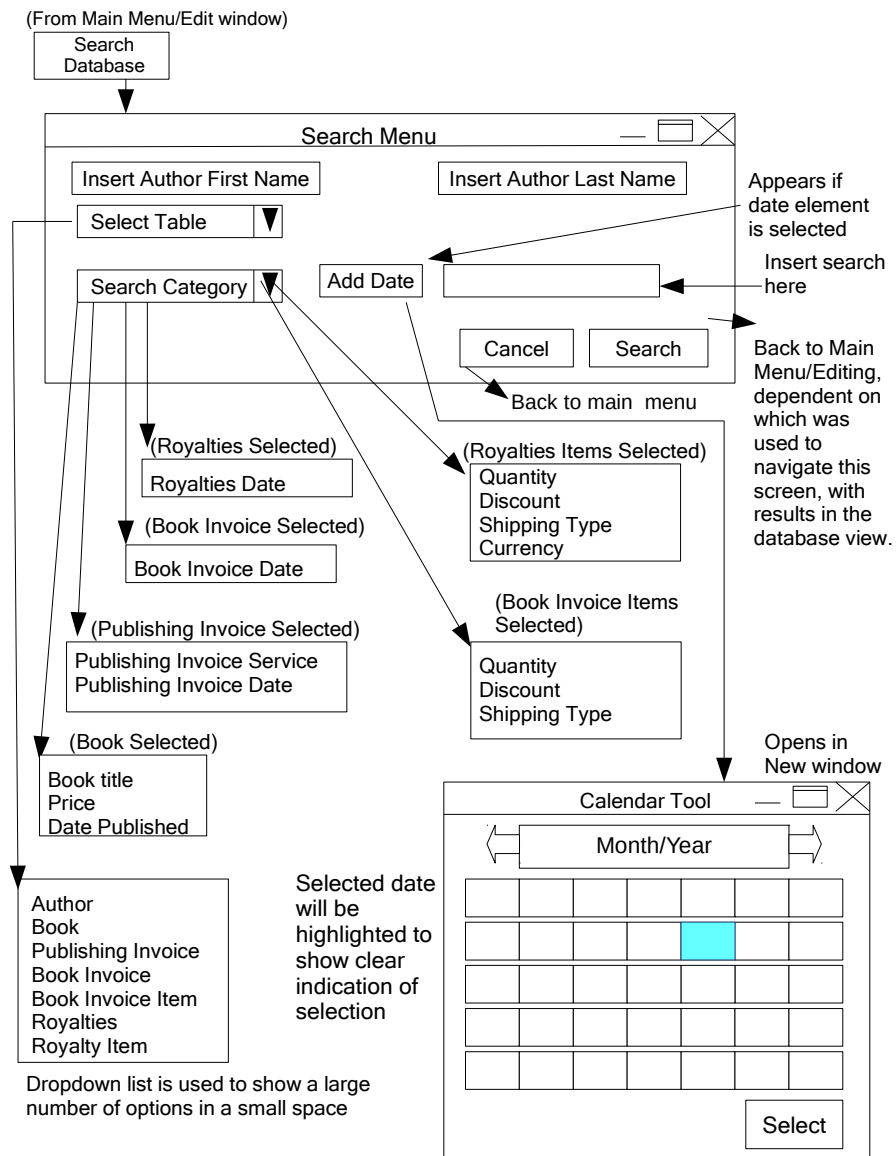 (From Main Menu/Edit window)
Search
Database
Search Menu
Insert Author First Name
Insert Author Last Name
Select Table
Appears if
date element
is selected
Search Category
Add Date
Insert search
here
Cancel
Search
Back to main menu
Back to Main
Menu/Editing,
dependent on
which was
used to
navigate this
screen, with
results in the
database view.
(Royalties Selected)
Royalties Date
(Royalties Items Selected)
Quantity
Discount
Shipping Type
Currency
(Book Invoice Selected)
Book Invoice Date
(Book Invoice Items
Selected)
Quantity
Discount
Shipping Type
(Publishing Invoice Selected)
Publishing Invoice Service
Publishing Invoice Date
(Book Selected)
Book title
Price
Date Published
Opens in
New window
Calendar Tool
Month/Year
Selected date
will be
highlighted to
show clear
indication of
selection
Author
Book
Publishing Invoice
Book Invoice
Book Invoice Item
Royalties
Royalty Item
Dropdown list is used to show a large
number of options in a small space
Select